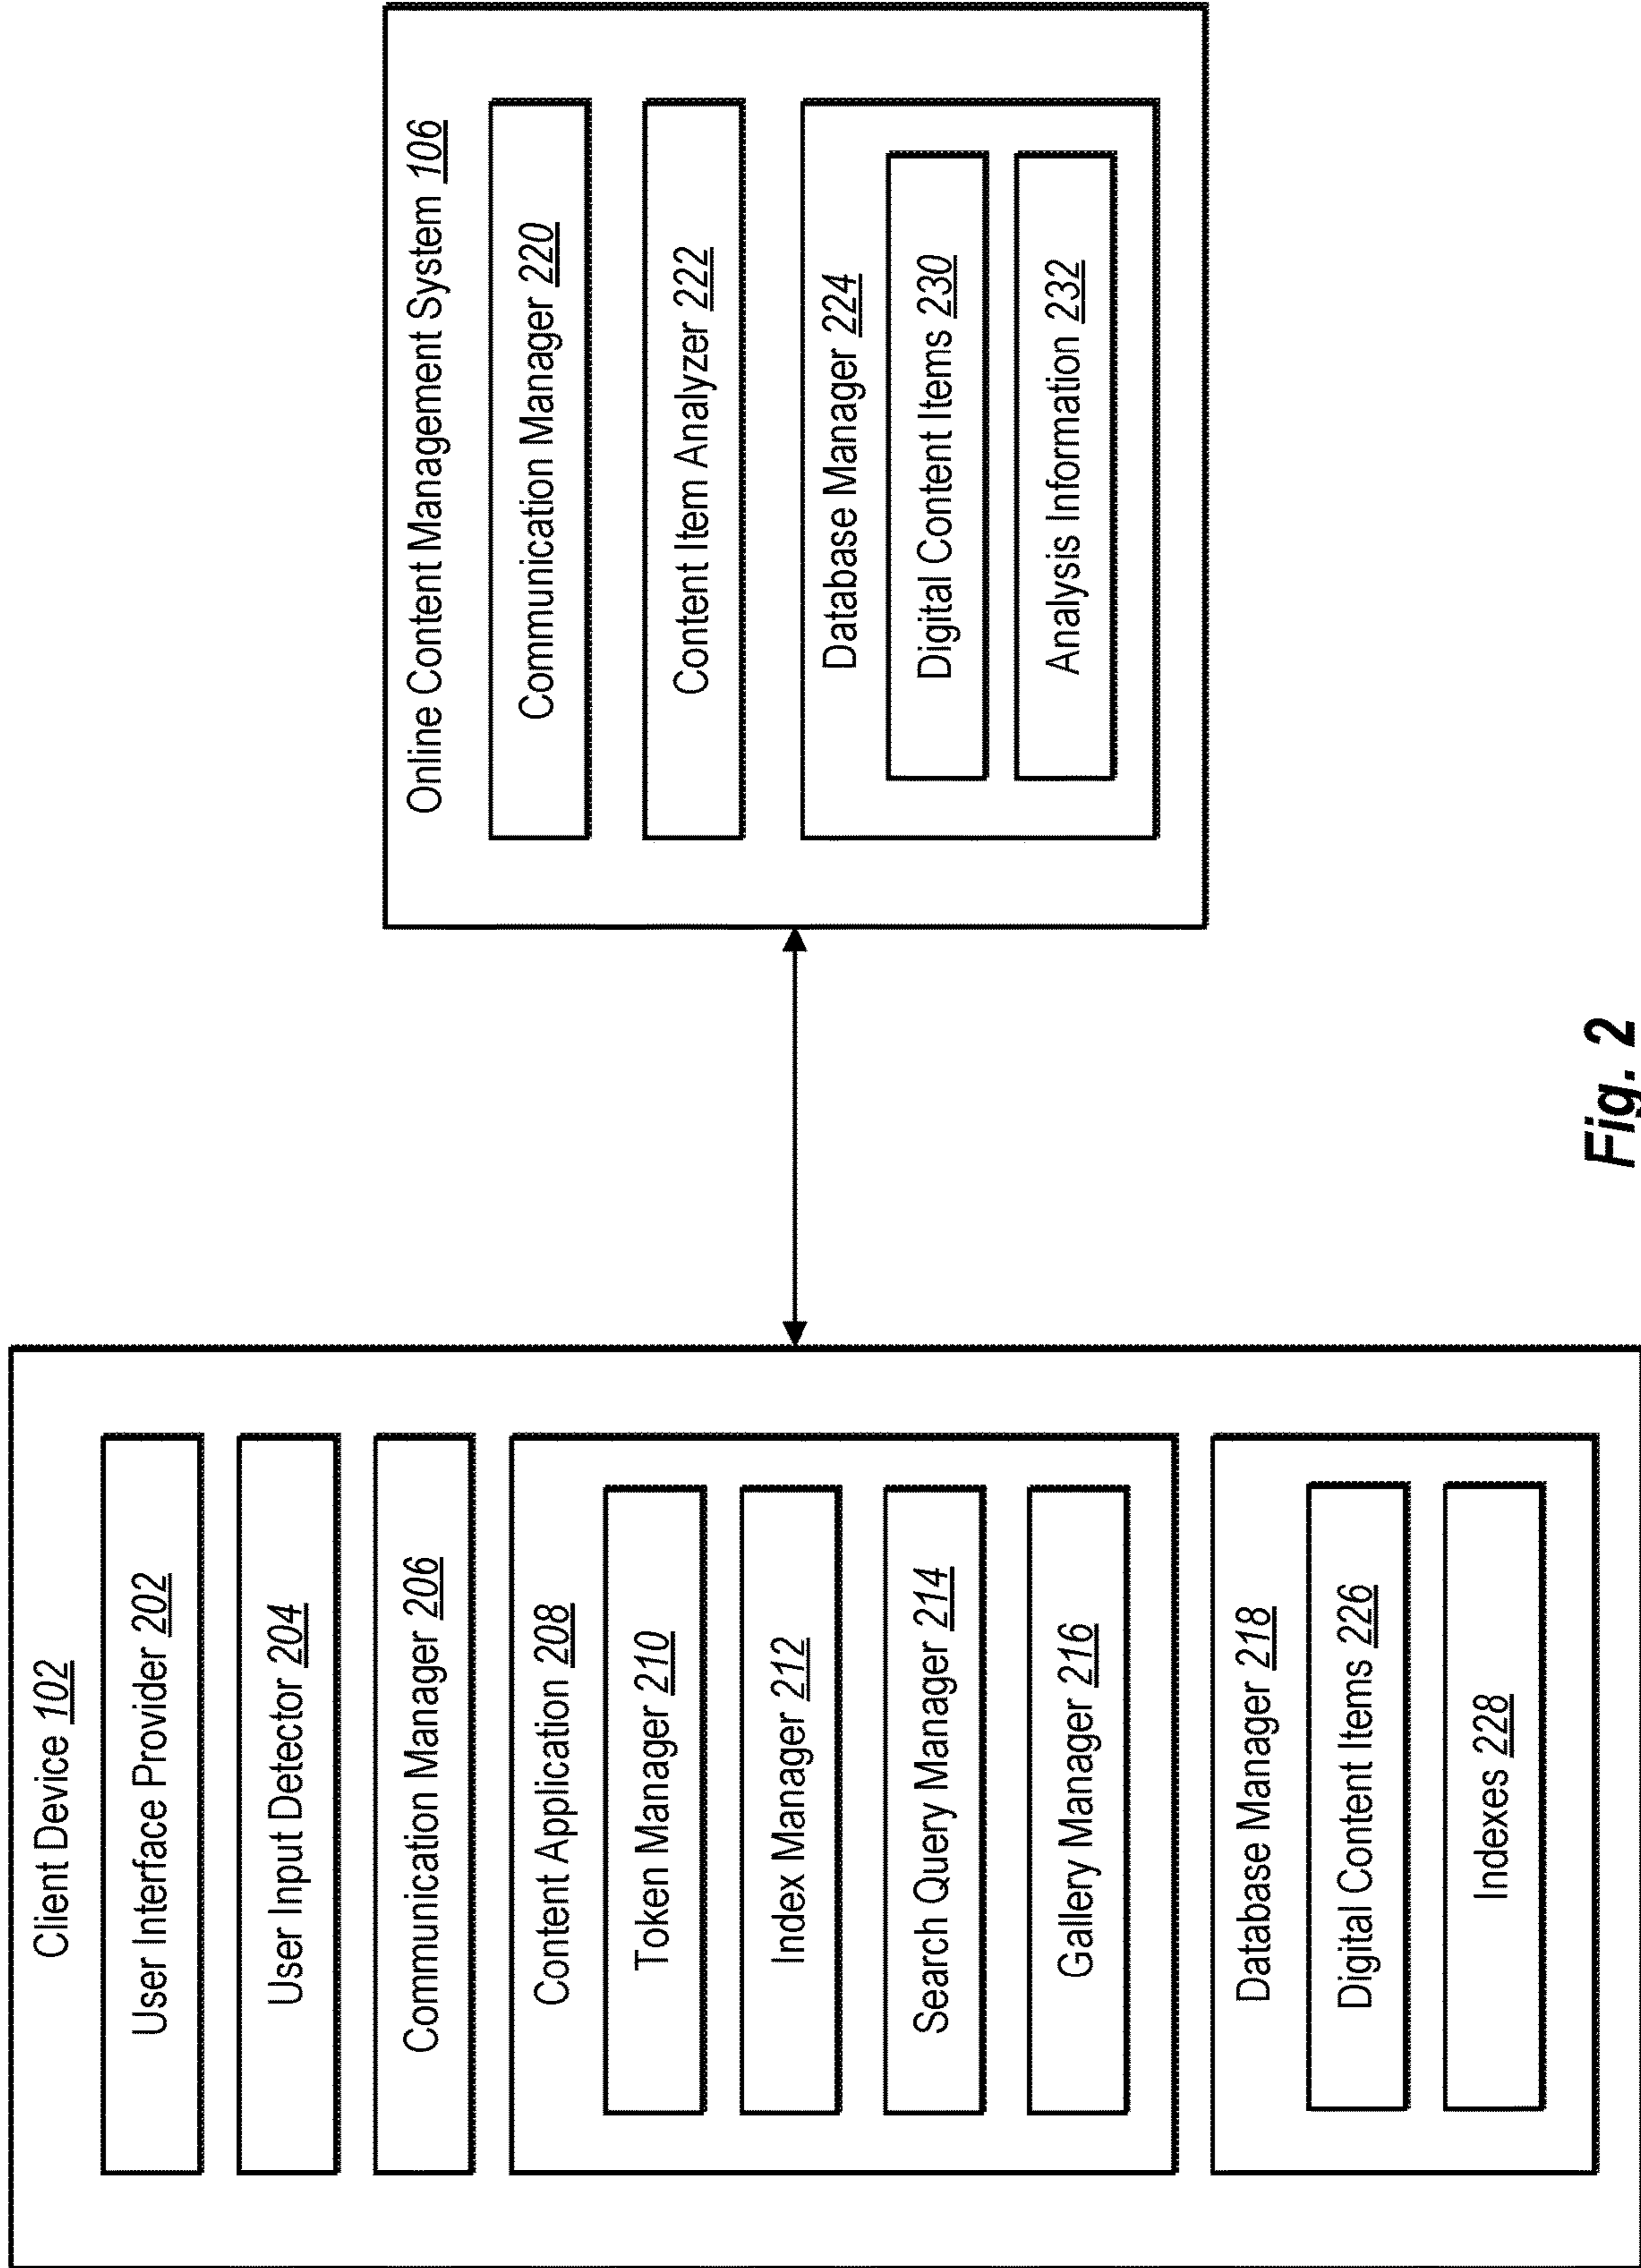 Client Device 102
User Interface Provider 202
User Input Detector 204
Communication Manager 206
Content Application 208
Token Manager 210
Index Manager 212
Search Query Manager 214
Gallery Manager 216
Database Manager 218
Digital Content Items 226
Indexes 228
Online Content Management System 106
Communication Manager 220
Content Item Analyzer 222
Database Manager 224
Digital Content Items 230
Analysis Information 232
Fig. 2